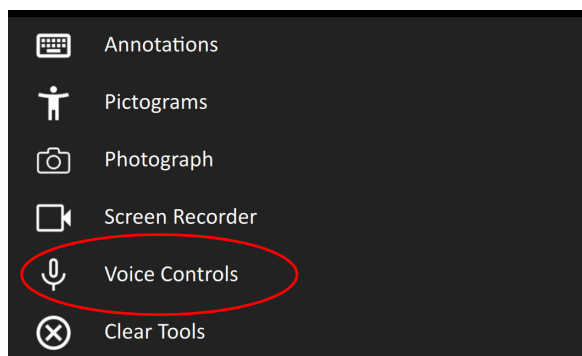 Annotations
Pictograms
Photograph
Screen Recorder
Voice Controls
Clear Tools